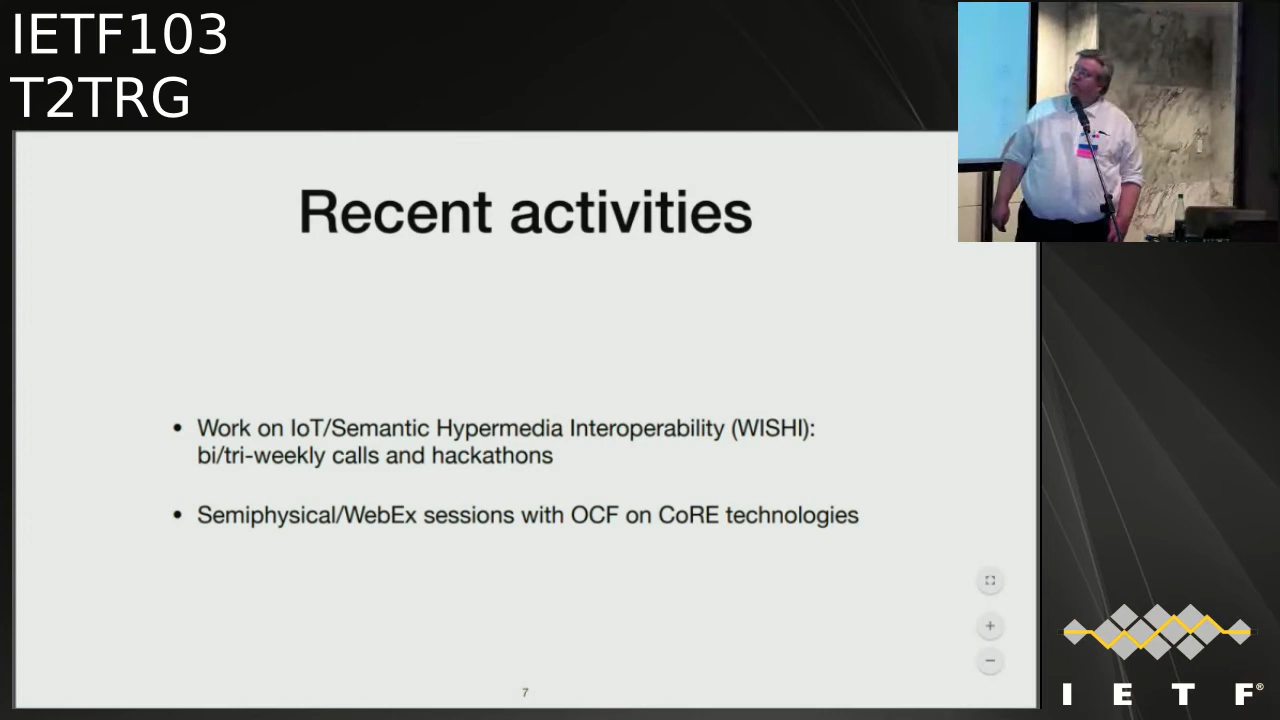 IETF103
T2TRG
Recent activities
• Work on IoT/Semantic Hypermedia Interoperability (WISHI):
bi/tri-weekly calls and hackathons
• Semiphysical/WebEx sessions with OCF on CoRE technologies
7
I E T F®